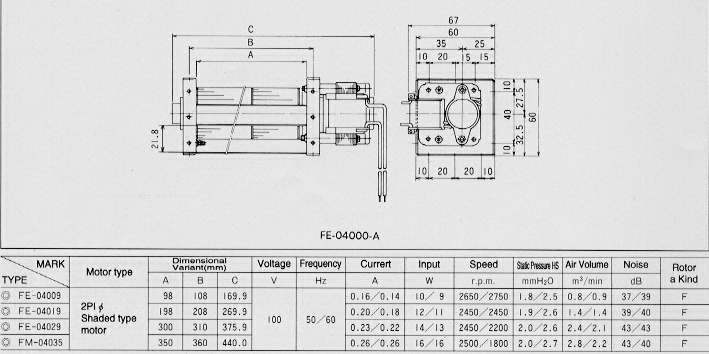 67
60
35 25
10 20 15 15
C
B
A
21.8
10
27.5
40
60
32.5
10
10 20 20 10
FE-04000-A
MARK
TYPE
Motor type
Dimensional
Variant(mm)
A B C
Voltage
V
Frequency
Hz
Currert
A
Input
W
Speed
r.p.m.
Static Pressure HS
mmH₂O
Air Volume
m³/min
Noise
dB
Rotor
a Kind
◎ FE-04009 98 108 169.9 0.16/0.14 10/9 2650/2750 1.8/2.5 0.8/0.9 37/39 F
◎ FE-04019 198 208 269.9 0.20/0.18 12/11 2450/2450 1.9/2.6 1.4/1.4 39/40 F
◎ FE-04029 300 310 375.9 0.23/0.22 14/13 2450/2200 2.0/2.6 2.4/2.1 43/43 F
◎ FM-04035 350 360 440.0 0.26/0.26 16/16 2500/1800 2.0/2.7 2.8/2.2 43/43 F
2PI φ
Shaded type
motor
100
50/60